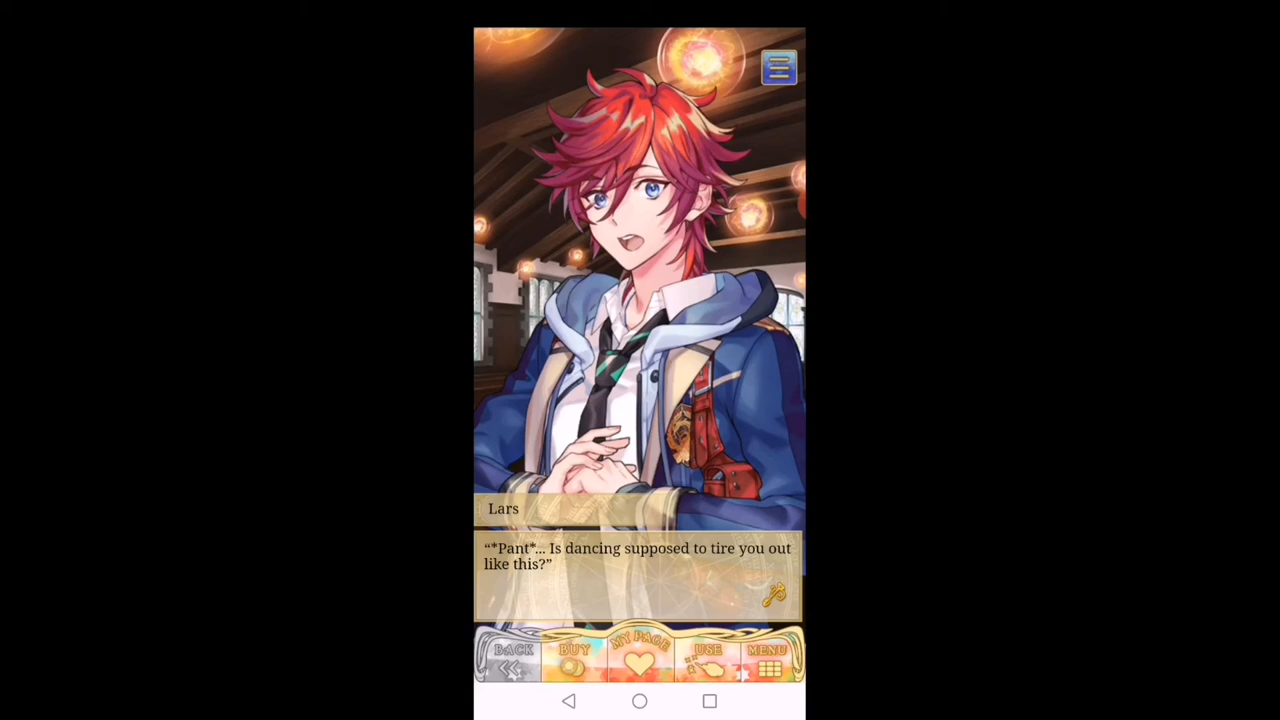 Lars
“*Pant*... Is dancing supposed to tire you out
like this?”
BACK
BUY
MY PAGE
USE
MENU